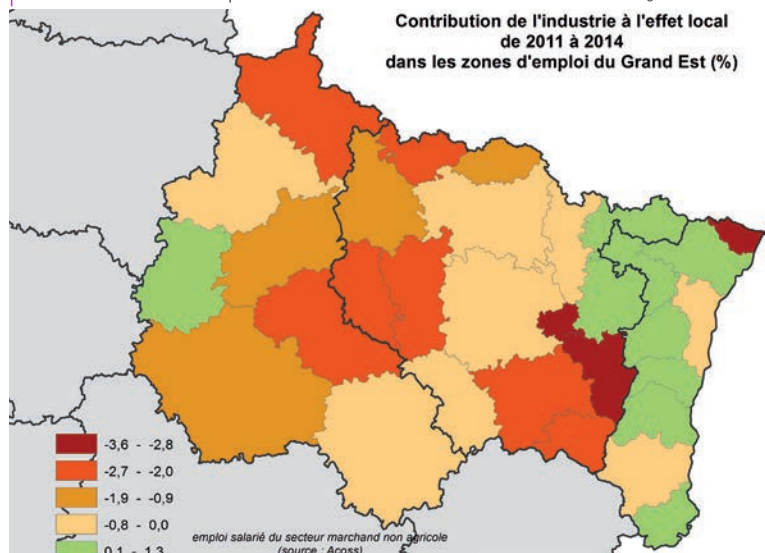 Contribution de l'industrie à l'effet local
de 2011 à 2014
dans les zones d'emploi du Grand Est (%)
-3,6 - -2,8
-2,7 - -2,0
-1,9 - -0,9
-0,8 - 0,0
0,1 - 1,3
emploi salarié du secteur marchand non agricole
(source : Acoss)